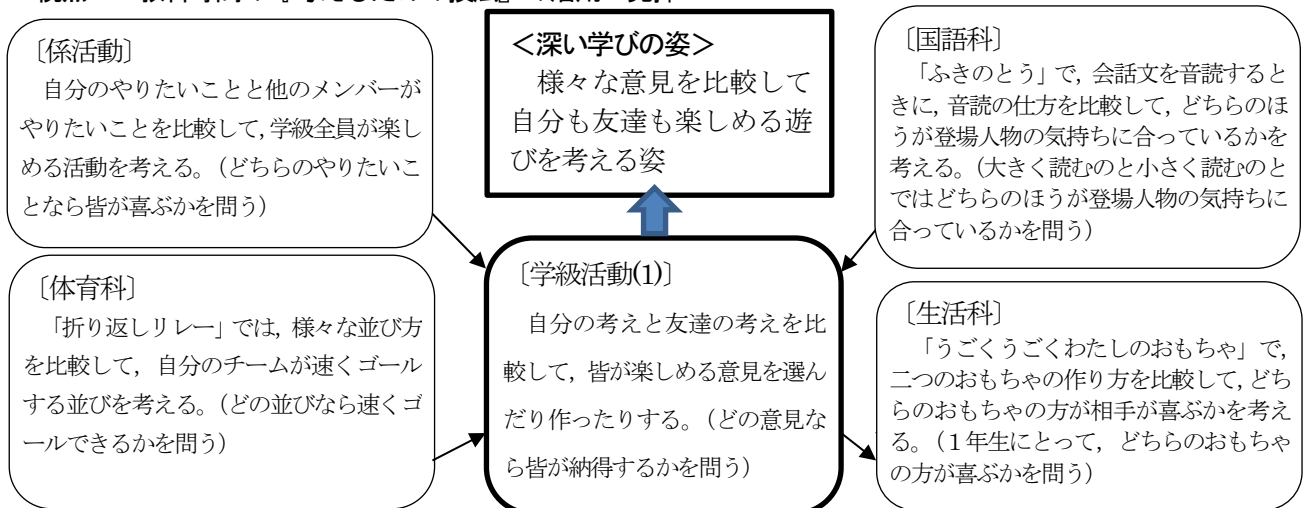 〔係活動〕
自分のやりたいことと他のメンバーが
やりたいことを比較して,学級全員が楽し
める活動を考える。(どちらのやりたいこ
となら皆が喜ぶかを問う)
<深い学びの姿>
様々な意見を比較して
自分も友達も楽しめる遊
びを考える姿
〔国語科〕
「ふきのとう」で,会話文を音読すると
きに,音読の仕方を比較して,どちらのほ
うが登場人物の気持ちに合っているかを
考える。(大きく読むのと小さく読むのと
ではどちらのほうが登場人物の気持ちに
合っているかを問う)
〔体育科〕
「折り返しリレー」では,様々な並び方
を比較して,自分のチームが速くゴール
する並びを考える。(どの並びなら速くゴ
ールできるかを問う)
〔学級活動(1)〕
自分の考えと友達の考えを比
較して,皆が楽しめる意見を選ん
だり作ったりする。(どの意見な
ら皆が納得するかを問う)
〔生活科〕
「うごくうごくわたしのおもちゃ」で,
二つのおもちゃの作り方を比較して,どち
らのおもちゃの方が相手が喜ぶかを考え
る。(1年生にとって,どちらのおもちゃ
の方が喜ぶかを問う)